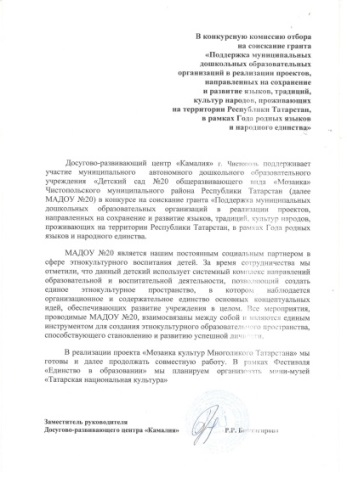 В конкурсную комиссию отбора
на соискание гранта
«Поддержка муниципальных
дошкольных образовательных
организаций в реализации проектов,
направленных на сохранение
и развитие языков, традиций,
культур народов, проживающих
на территории Республики Татарстан,
в рамках Года родных языков
и народного единства»
Досугово-развивающий центр «Камалия» г. Чистополь поддерживает
участие муниципального автономного дошкольного образовательного
учреждения «Детский сад №20 общеразвивающего вида «Мозаика»
Чистопольского муниципального района Республики Татарстан (далее
МАДОУ №20) в конкурсе на соискание гранта «Поддержка муниципальных
дошкольных образовательных организаций в реализации проектов,
направленных на сохранение и развитие языков, традиций, культур народов,
проживающих на территории Республики Татарстан, в рамках Года родных
языков и народного единства.
МАДОУ №20 является нашим постоянным социальным партнером в
сфере этнокультурного воспитания детей. За время сотрудничества мы
отметили, что данный детский использует системный комплекс направлений
образовательной и воспитательной деятельности, позволяющий создать
единое этнокультурное пространство, в котором наблюдается
организационное и содержательное единство основных концептуальных
идей, обеспечивающих развитие учреждения в целом. Все мероприятия,
проводимые МАДОУ №20, взаимосвязаны между собой и являются единым
инструментом для создания этнокультурного образовательного пространства,
способствующего становлению и развитию успешной личности.
В реализации проекта «Мозаика культур Многоликого Татарстана» мы
готовы и далее продолжать совместную работу. В рамках Фестиваля
«Единство в образовании» мы планируем организовать мини-музей
«Татарская национальная культура»
Заместитель руководителя
Досугово-развивающего центра «Камалия» Р.Р.